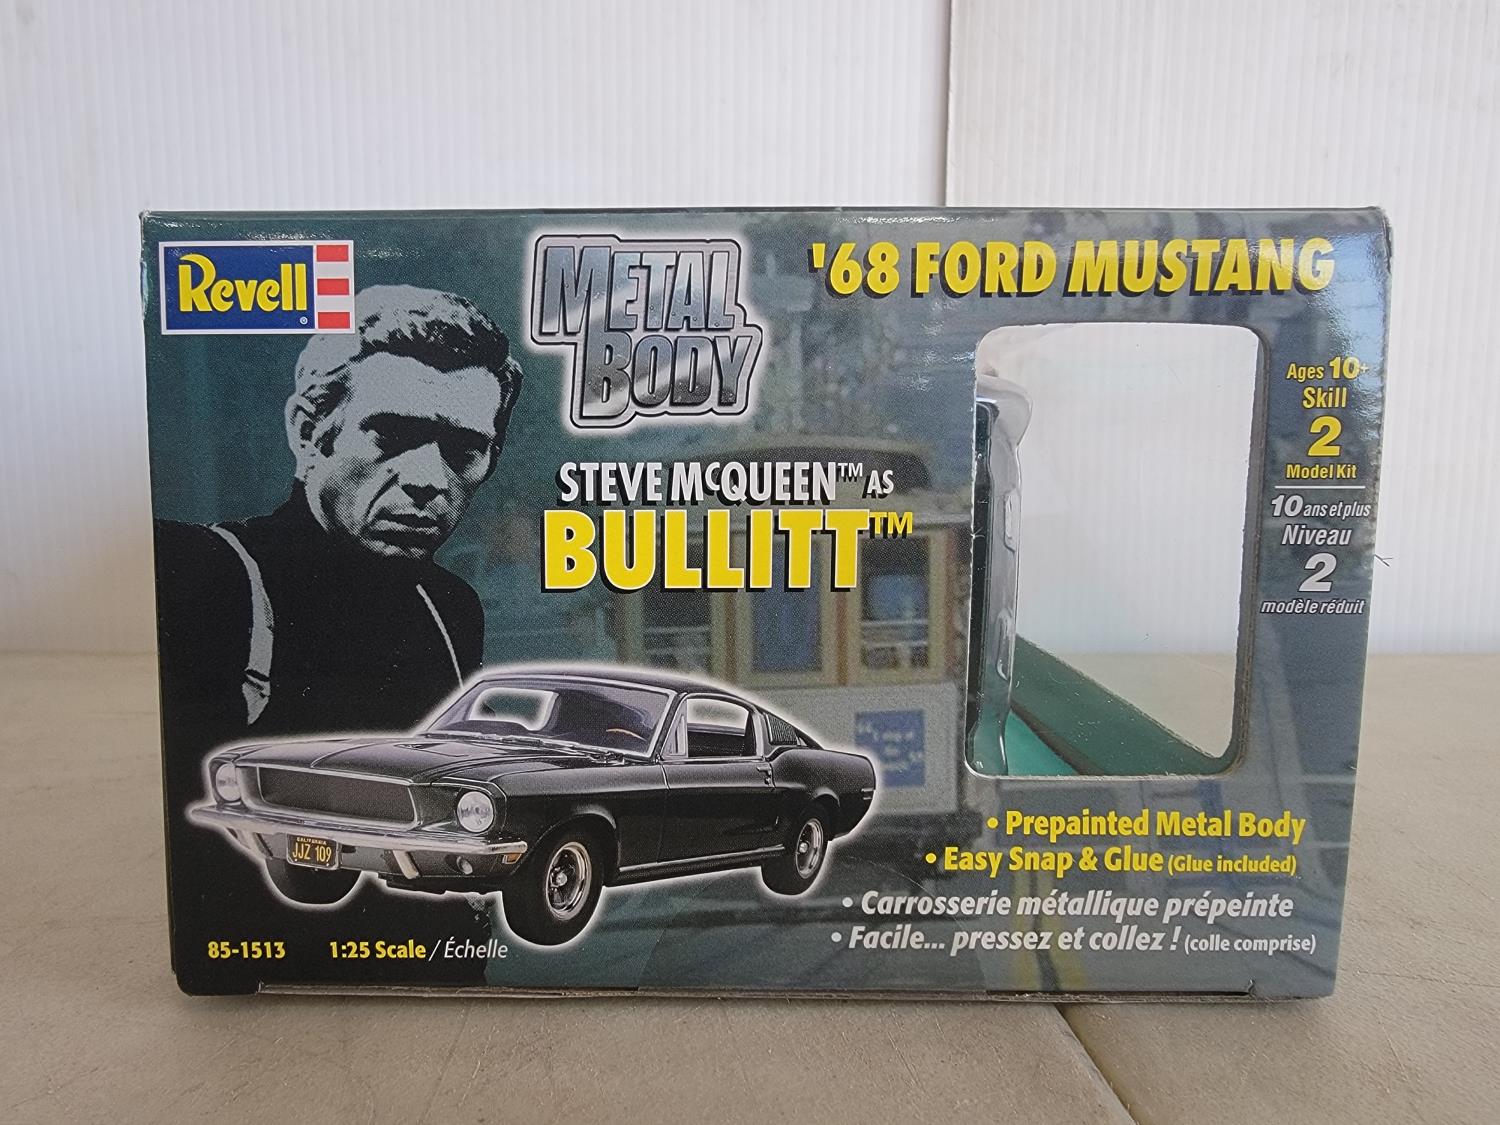 Revell®
METAL
BODY
'68 FORD MUSTANG
STEVE McQUEEN™ AS
BULLITT™
Ages 10+
Skill
2
Model Kit
10 ans et plus
Niveau
2
modèle réduit
CALIFORNIA
JJZ 109
• Prepainted Metal Body
• Easy Snap & Glue (Glue included)
• Carrosserie métallique prépeinte
• Facile... pressez et collez ! (colle comprise)
85-1513 1:25 Scale / Échelle